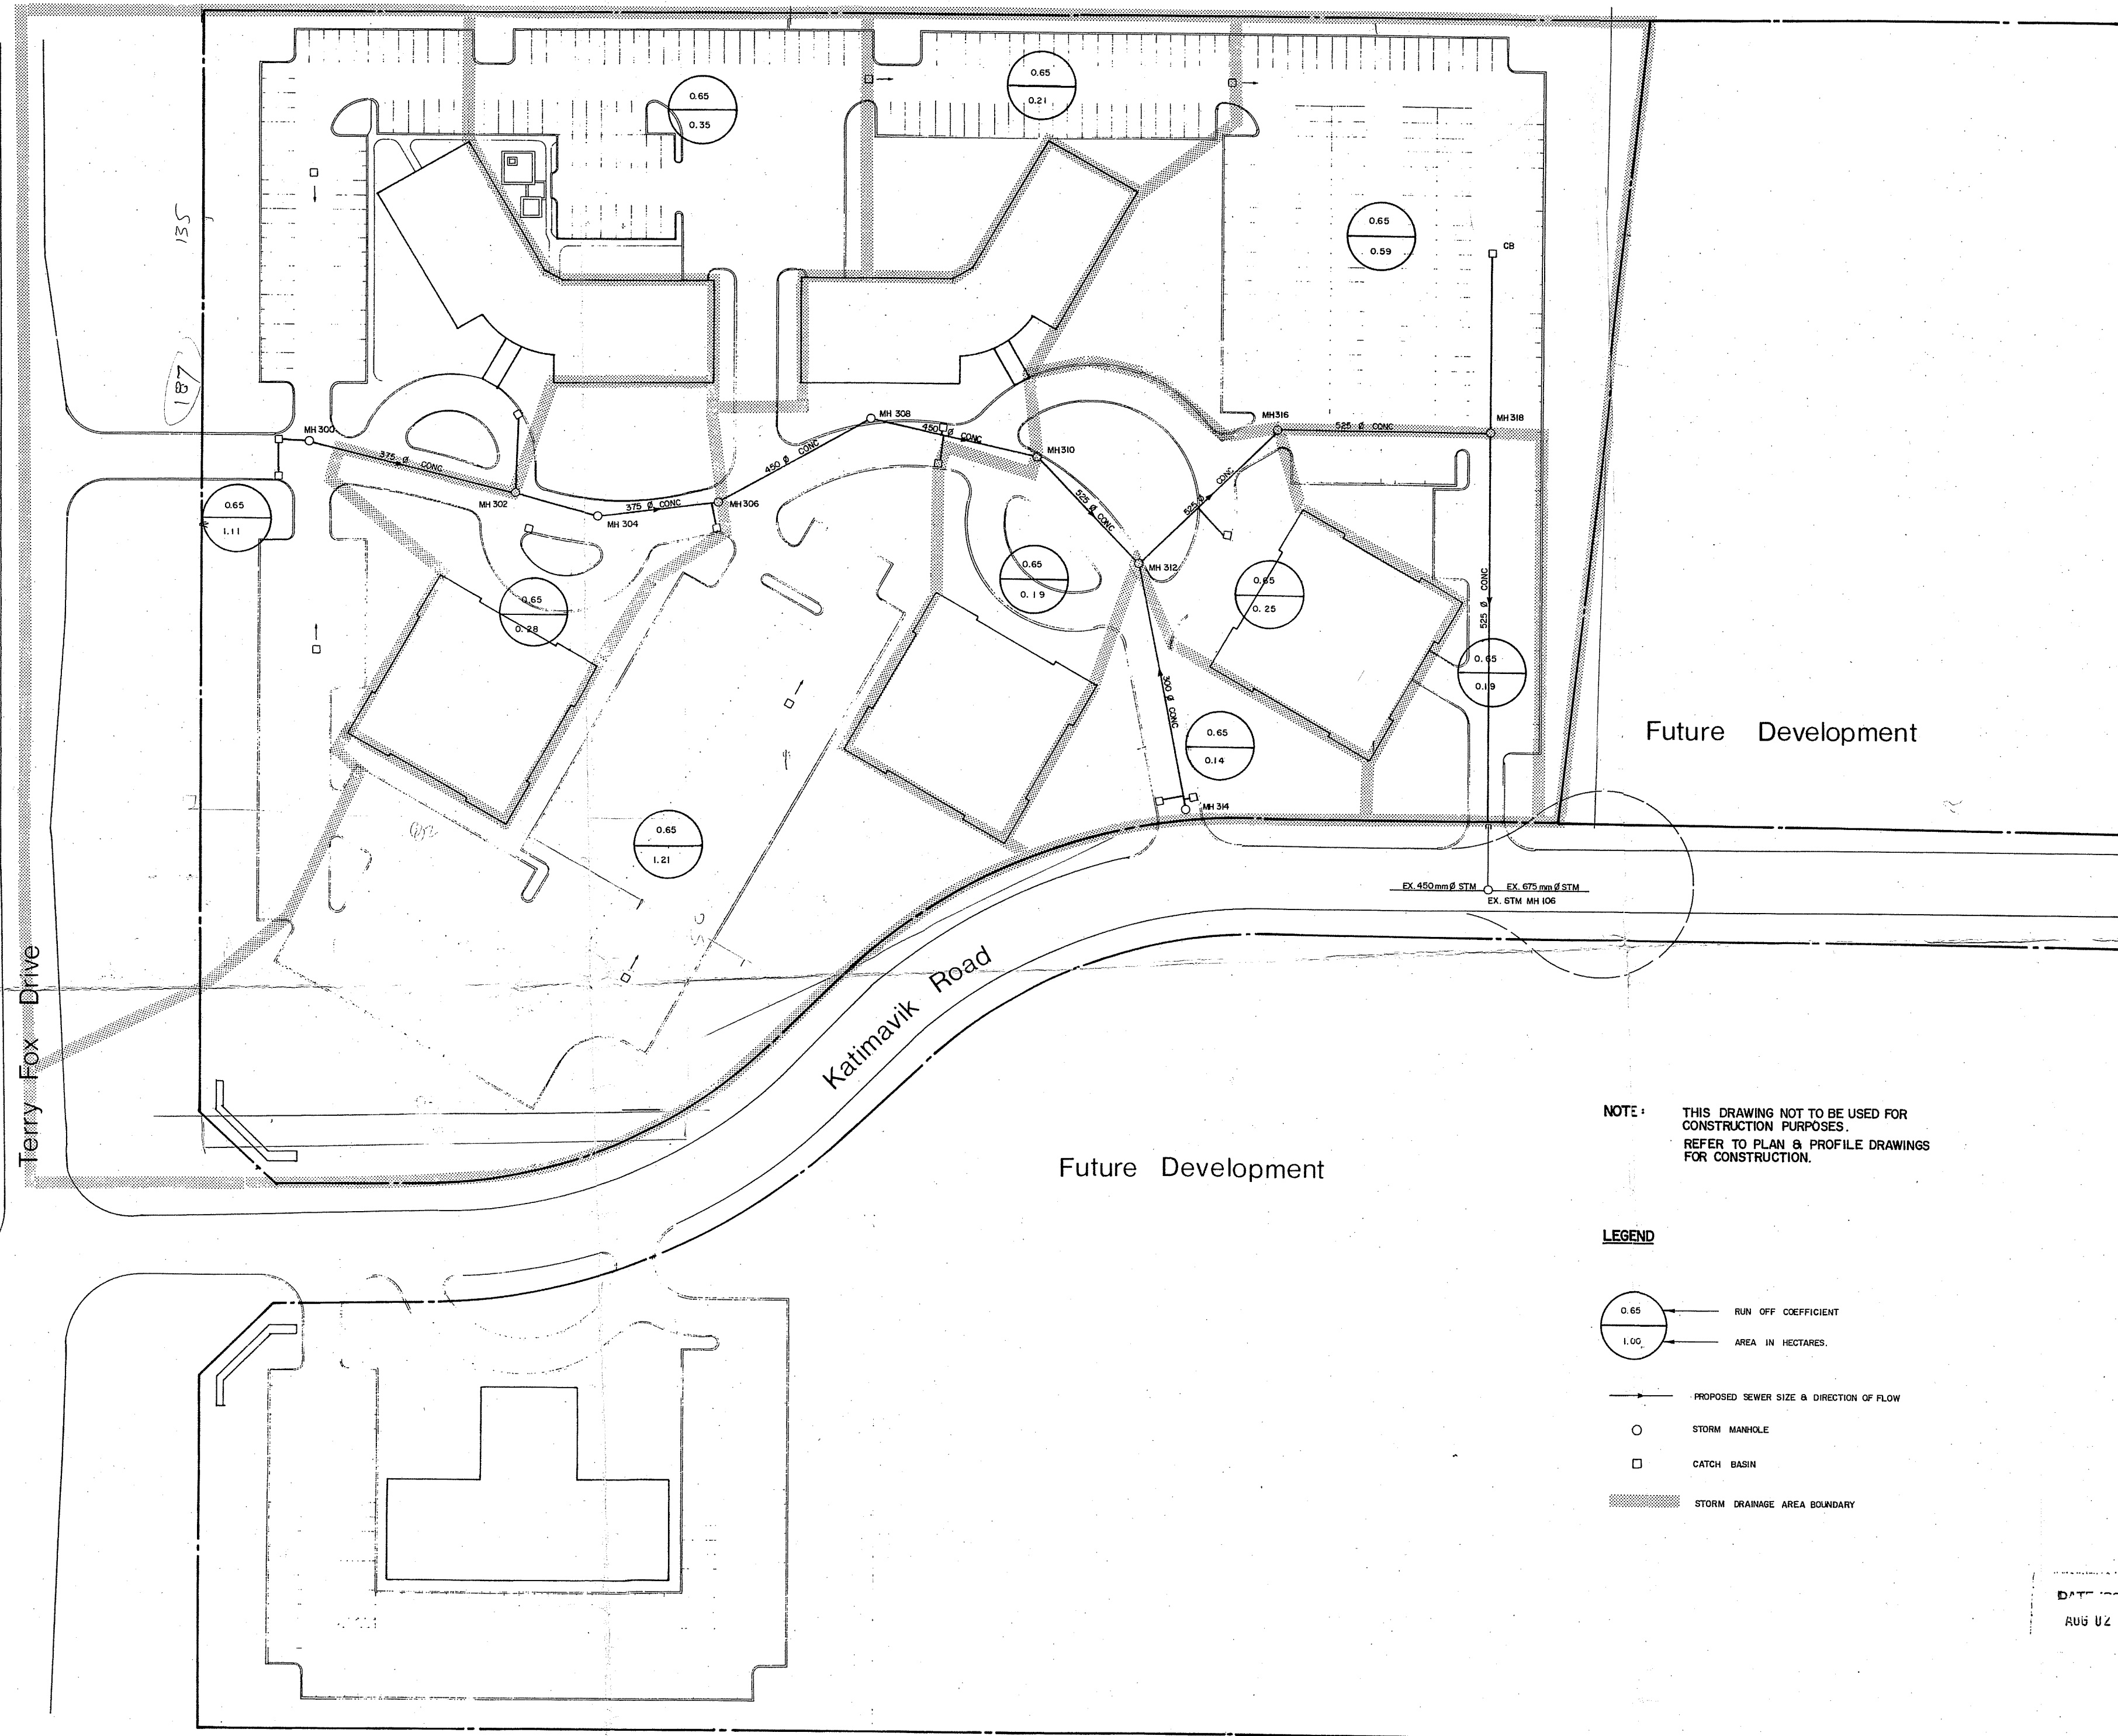 0.65
0.35
0.65
0.21
0.65
0.59
CB
135
187
MH 300
375 Ø CONC
MH 302
MH 304
375 Ø CONC
MH 306
450 Ø CONC
MH 308
450 Ø CONC
MH310
525 Ø CONC
MH 312
525 Ø CONC
MH316
525 Ø CONC
MH318
525 Ø CONC
0.65
1.11
0.65
0.28
0.65
0.19
0.65
0.25
0.65
0.19
300 Ø CONC
0.65
0.14
MH 314
0.65
1.21
Future Development
EX. 450mm Ø STM
EX. 675 mm Ø STM
EX. STM MH 106
Terry Fox Drive
Katimavik Road
Future Development
NOTE: THIS DRAWING NOT TO BE USED FOR
CONSTRUCTION PURPOSES.
REFER TO PLAN & PROFILE DRAWINGS
FOR CONSTRUCTION.
LEGEND
0.65
RUN OFF COEFFICIENT
1.00
AREA IN HECTARES.
PROPOSED SEWER SIZE & DIRECTION OF FLOW
STORM MANHOLE
CATCH BASIN
STORM DRAINAGE AREA BOUNDARY
AUG 02